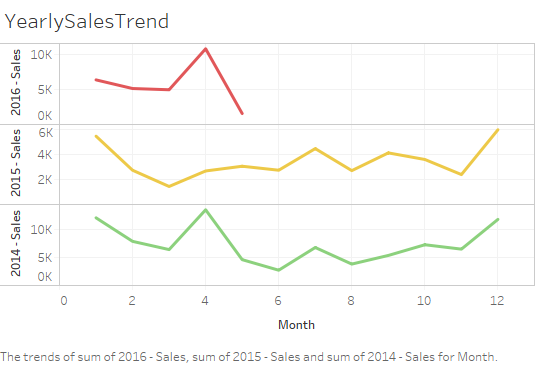 YearlySalesTrend
2016 - Sales
10K
5K
0K
2015 - Sales
6K
4K
2K
2014 - Sales
10K
5K
0K
0 2 4 6 8 10 12
Month
The trends of sum of 2016 - Sales, sum of 2015 - Sales and sum of 2014 - Sales for Month.